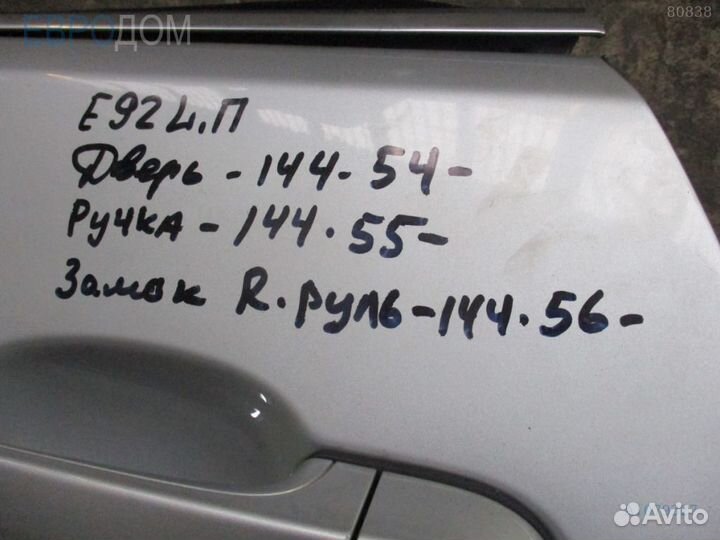 80838
ЕВРОДОМ
E92 L.П
Дверь - 144.54-
Ручка - 144.55-
Замок R.руль - 144.56-
Avito